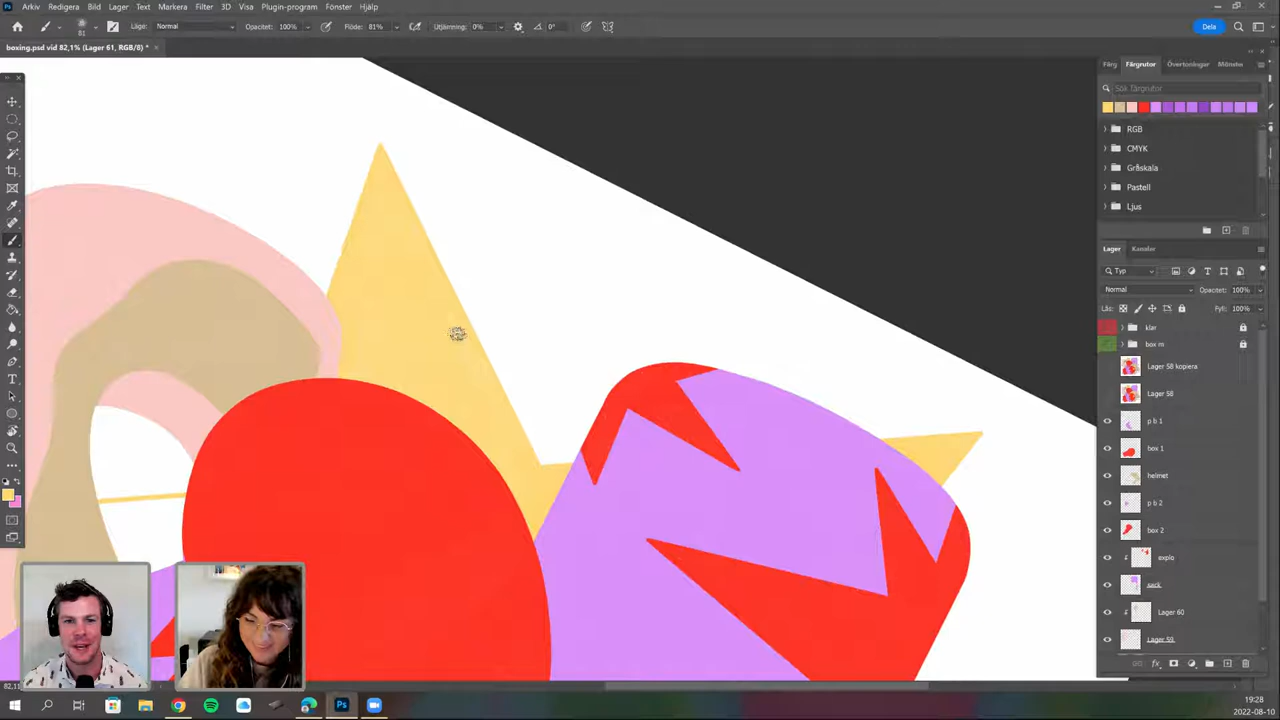 Arkiv Redigera Bild Lager Text Markera Filter 3D Visa Plugin-program Fönster Hjälp
81 Läge: Normal Opacitet: 100% Flöde: 81% Utjämning: 0% 0° Dela
boxing.psd vid 82,1% (Lager 61, RGB/8) *
Färg Färgrutor Övertoningar Mönster
Sök färgrutor
RGB
CMYK
Gråskala
Pastell
Ljus
Lager Kanaler
Typ
Normal Opacitet: 100%
Lås: Fyll: 100%
klar
box m
Lager 58 kopiera
Lager 58
p b 1
box 1
helmet
p b 2
box 2
explo
sack
Lager 60
Lager 59
fx
19:28
2022-08-10